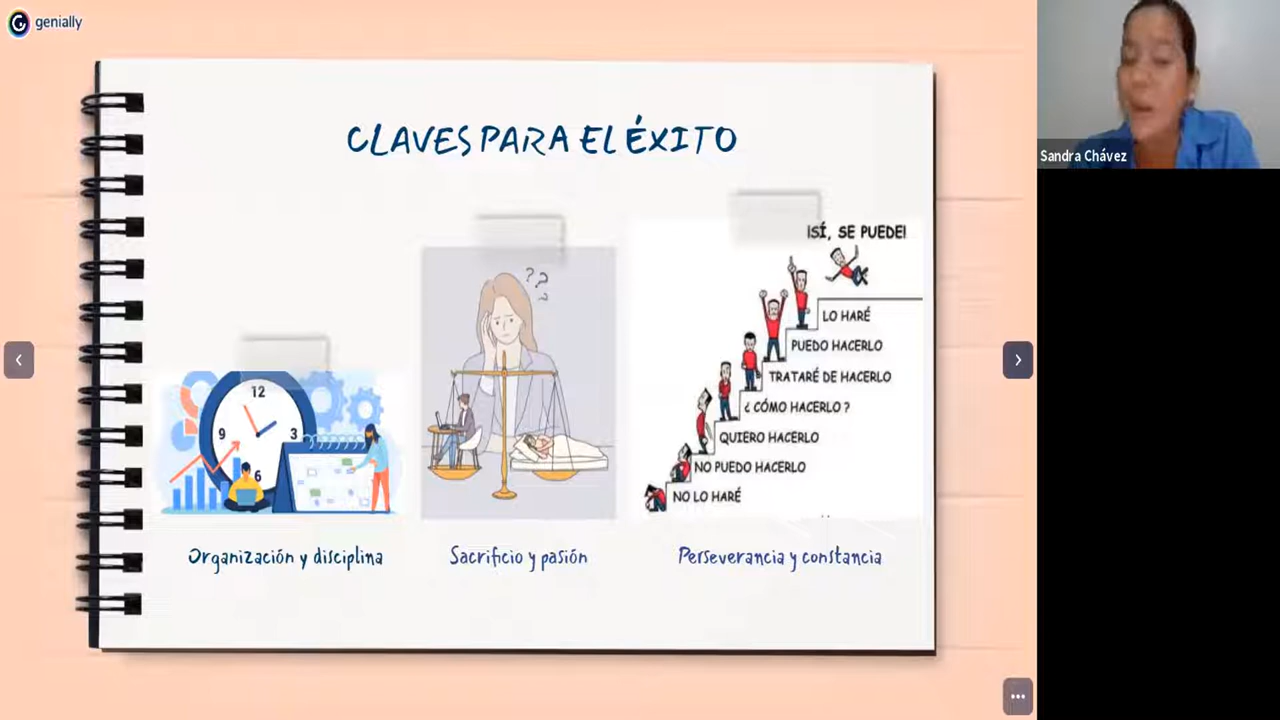 genially
Sandra Chávez
CLAVES PARA EL ÉXITO
¡SÍ, SE PUEDE!
LO HARÉ
PUEDO HACERLO
TRATARÉ DE HACERLO
¿ CÓMO HACERLO ?
QUIERO HACERLO
NO PUEDO HACERLO
NO LO HARÉ
12
9
3
6
??
?
Organización y disciplina
Sacrificio y pasión
Perseverancia y constancia